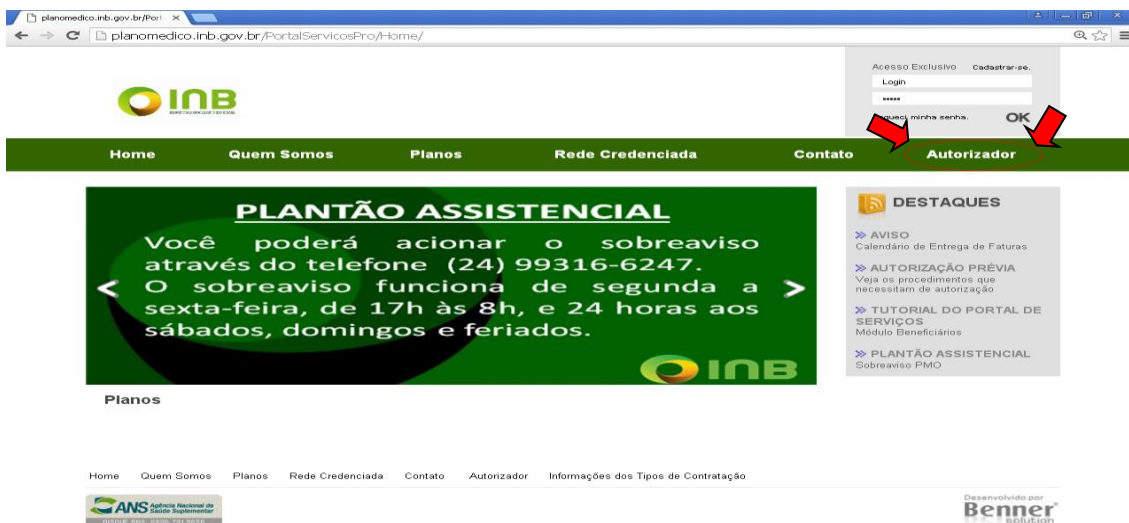 planomedico.inb.gov.br/Port
planomedico.inb.gov.br/PortalServicosPro/Home/
Acesso Exclusivo Cadastrar-se.
Login
INB
minha senha. OK
Home Quem Somos Planos Rede Credenciada Contato Autorizador
PLANTÃO ASSISTENCIAL
Você poderá acionar o sobreaviso
através do telefone (24) 99316-6247.
O sobreaviso funciona de segunda a
sexta-feira, de 17h às 8h, e 24 horas aos
sábados, domingos e feriados.
INB
DESTAQUES
AVISO
Calendário de Entrega de Faturas
AUTORIZAÇÃO PRÉVIA
Veja os procedimentos que
necessitam de autorização
TUTORIAL DO PORTAL DE
SERVIÇOS
Módulo Beneficiários
PLANTÃO ASSISTENCIAL
Sobreaviso PMO
Planos
Home Quem Somos Planos Rede Credenciada Contato Autorizador Informações dos Tipos de Contratação
ANS Agência Nacional de
Saúde Suplementar
Desenvolvido por
Benner
solution